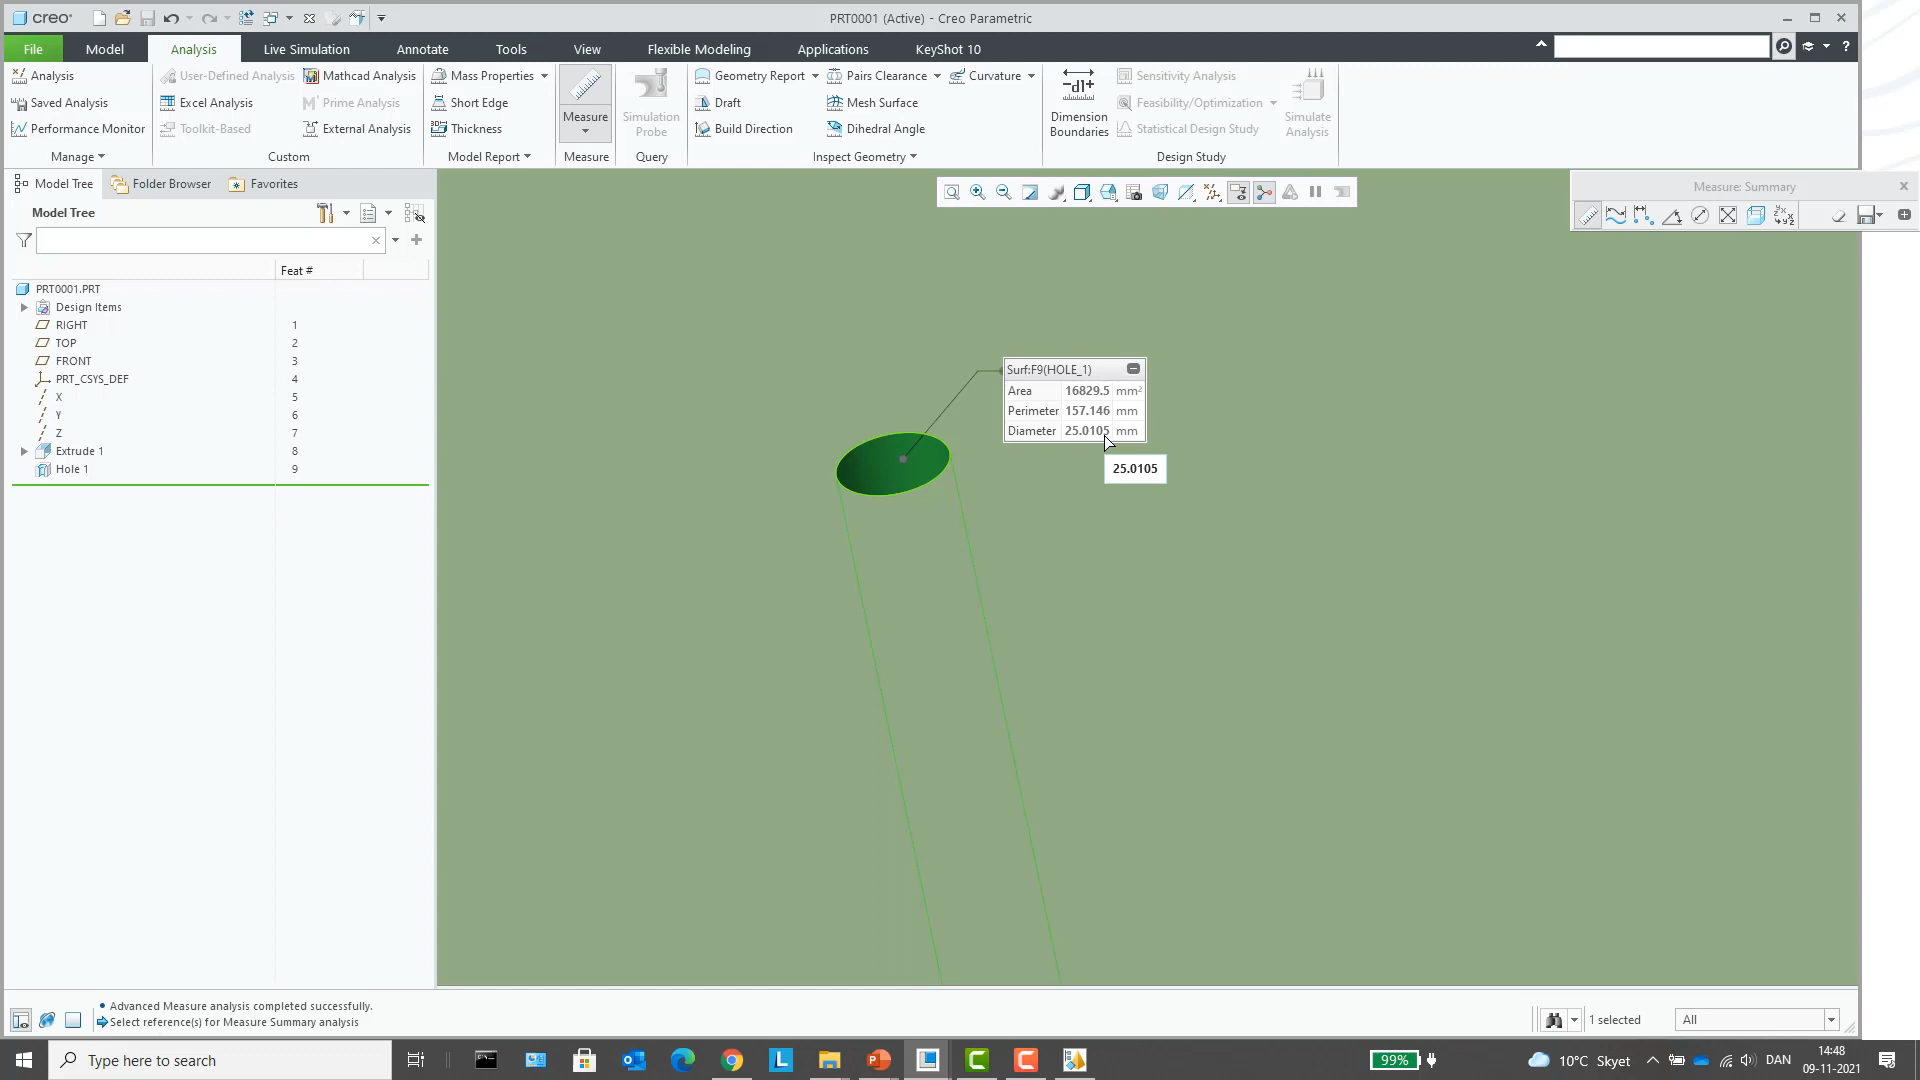 creo
PRT0001 (Active) - Creo Parametric
File Model Analysis Live Simulation Annotate Tools View Flexible Modeling Applications KeyShot 10
Analysis User-Defined Analysis Mathcad Analysis Mass Properties Geometry Report Pairs Clearance Curvature Sensitivity Analysis
Saved Analysis Excel Analysis Prime Analysis Short Edge Draft Mesh Surface Feasibility/Optimization
Performance Monitor Toolkit-Based External Analysis Thickness Build Direction Dihedral Angle Statistical Design Study
Measure
Simulation
Probe
Dimension
Boundaries
Simulate
Analysis
Manage Custom Model Report Measure Query Inspect Geometry Design Study
Model Tree Folder Browser Favorites
Model Tree
Feat #
PRT0001.PRT
Design Items
RIGHT 1
TOP 2
FRONT 3
PRT_CSYS_DEF 4
X 5
Y 6
Z 7
Extrude 1 8
Hole 1 9
Measure: Summary
Surf:F9(HOLE_1)
Area 16829.5 mm²
Perimeter 157.146 mm
Diameter 25.0105 mm
25.0105
Advanced Measure analysis completed successfully.
Select reference(s) for Measure Summary analysis
1 selected
All
Type here to search
99%
10°C Skyet
DAN
14:48
09-11-2021